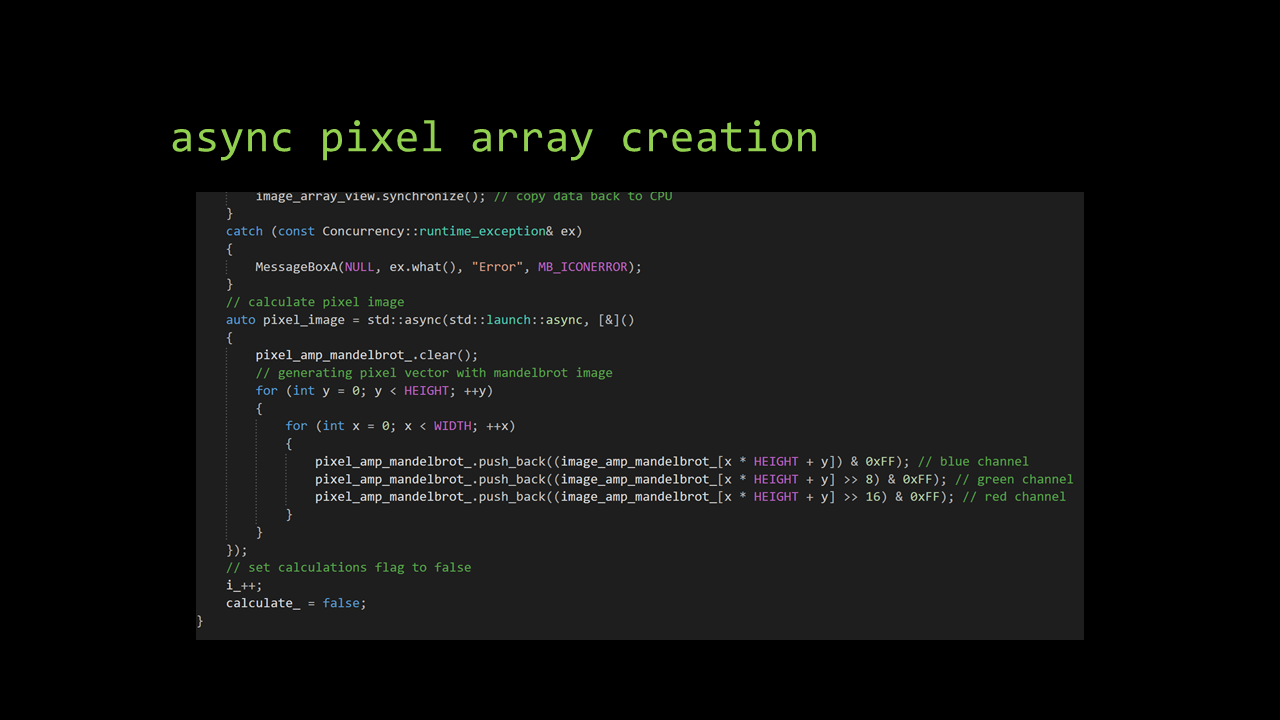 async pixel array creation
image_array_view.synchronize(); // copy data back to CPU
}
catch (const Concurrency::runtime_exception& ex)
{
MessageBoxA(NULL, ex.what(), "Error", MB_ICONERROR);
}
// calculate pixel image
auto pixel_image = std::async(std::launch::async, [&]()
{
pixel_amp_mandelbrot_.clear();
// generating pixel vector with mandelbrot image
for (int y = 0; y < HEIGHT; ++y)
{
for (int x = 0; x < WIDTH; ++x)
{
pixel_amp_mandelbrot_.push_back((image_amp_mandelbrot_[x * HEIGHT + y]) & 0xFF); // blue channel
pixel_amp_mandelbrot_.push_back((image_amp_mandelbrot_[x * HEIGHT + y] >> 8) & 0xFF); // green channel
pixel_amp_mandelbrot_.push_back((image_amp_mandelbrot_[x * HEIGHT + y] >> 16) & 0xFF); // red channel
}
}
});
// set calculations flag to false
i_++;
calculate_ = false;
}